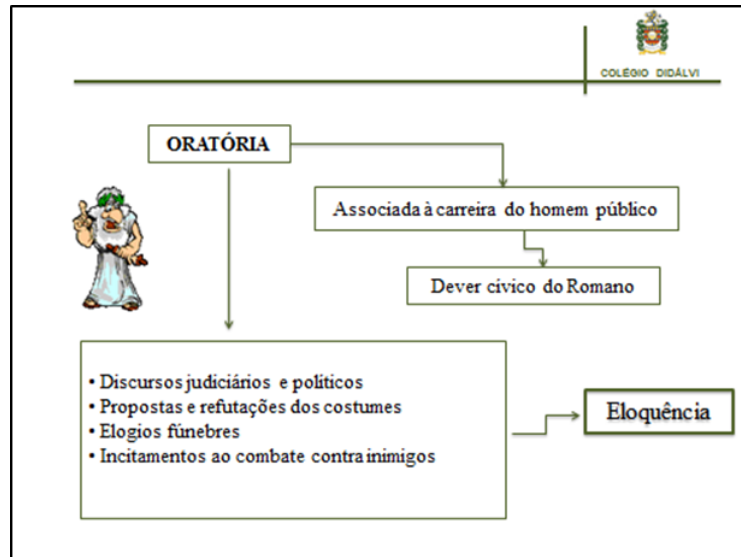 COLÉGIO DIDÁLVI
ORATÓRIA
Associada à carreira do homem público
Dever cívico do Romano
• Discursos judiciários e políticos
• Propostas e refutações dos costumes
• Elogios fúnebres
• Incitamentos ao combate contra inimigos
Eloquência